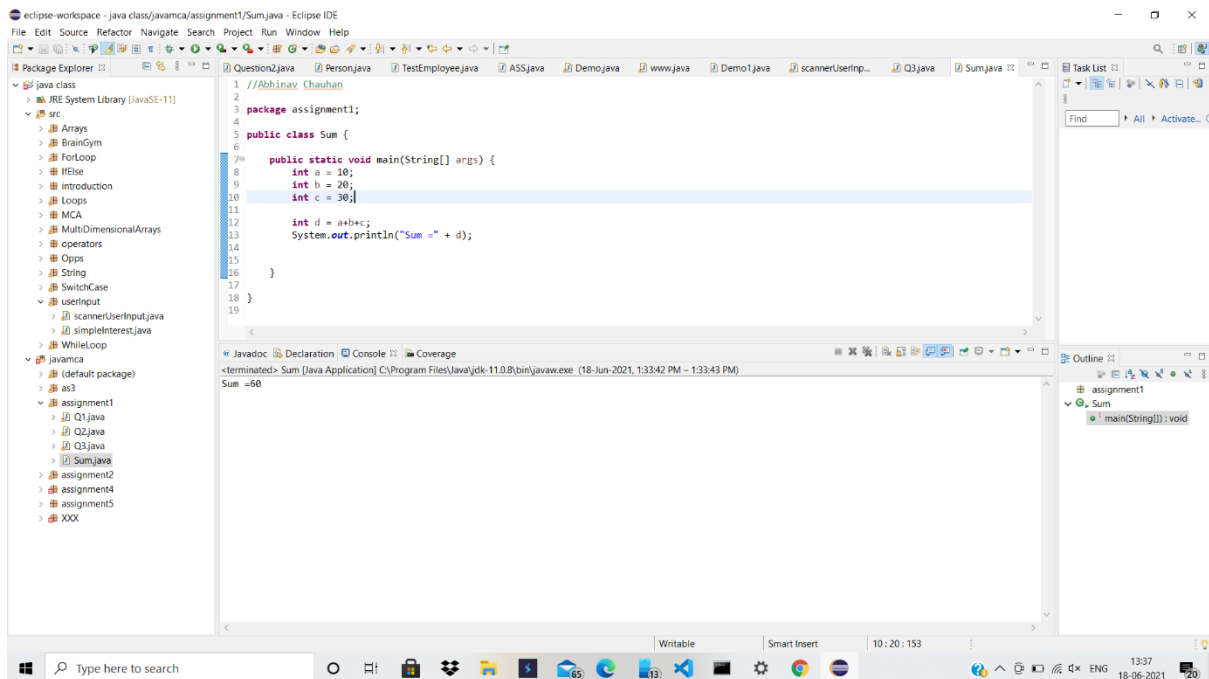 eclipse-workspace - java class/javamca/assignment1/Sum.java - Eclipse IDE
File Edit Source Refactor Navigate Search Project Run Window Help
Package Explorer
java class
JRE System Library [JavaSE-11]
src
Arrays
BrainGym
ForLoop
IfElse
introduction
Loops
MCA
MultiDimensionalArrays
operators
Opps
String
SwitchCase
userInput
scannerUserInput.java
simpleInterest.java
WhileLoop
javamca
(default package)
as3
assignment1
Q1.java
Q2.java
Q3.java
Sum.java
assignment2
assignment4
assignment5
XXX
Question2.java Person.java TestEmployee.java ASS.java Demo.java www.java Demo1.java scannerUserInp... Q3.java Sum.java
1 //Abhinav Chauhan
2
3 package assignment1;
4
5 public class Sum {
6
7 public static void main(String[] args) {
8 int a = 10;
9 int b = 20;
10 int c = 30;
11
12 int d = a+b+c;
13 System.out.println("Sum =" + d);
14
15
16 }
17
18 }
19
Javadoc Declaration Console Coverage
<terminated> Sum [Java Application] C:\Program Files\Java\jdk-11.0.8\bin\javaw.exe (18-Jun-2021, 1:33:42 PM – 1:33:43 PM)
Sum =60
Task List
Find All Activate...
Outline
assignment1
Sum
main(String[]) : void
Writable Smart Insert 10 : 20 : 153
Type here to search
65
13
ENG
13:37
18-06-2021
20